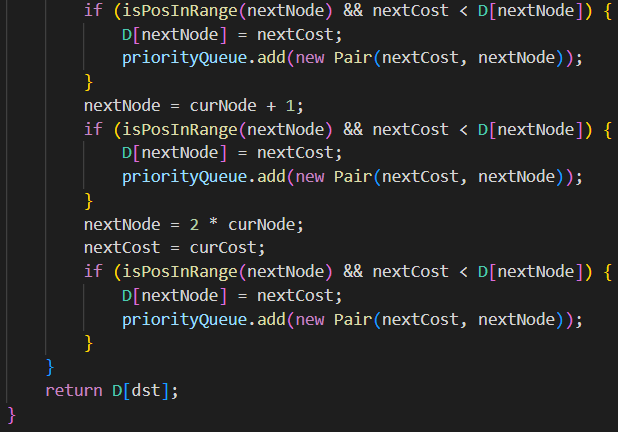 if (isPosInRange(nextNode) && nextCost < D[nextNode]) {
D[nextNode] = nextCost;
priorityQueue.add(new Pair(nextCost, nextNode));
}
nextNode = curNode + 1;
if (isPosInRange(nextNode) && nextCost < D[nextNode]) {
D[nextNode] = nextCost;
priorityQueue.add(new Pair(nextCost, nextNode));
}
nextNode = 2 * curNode;
nextCost = curCost;
if (isPosInRange(nextNode) && nextCost < D[nextNode]) {
D[nextNode] = nextCost;
priorityQueue.add(new Pair(nextCost, nextNode));
}
}
return D[dst];
}